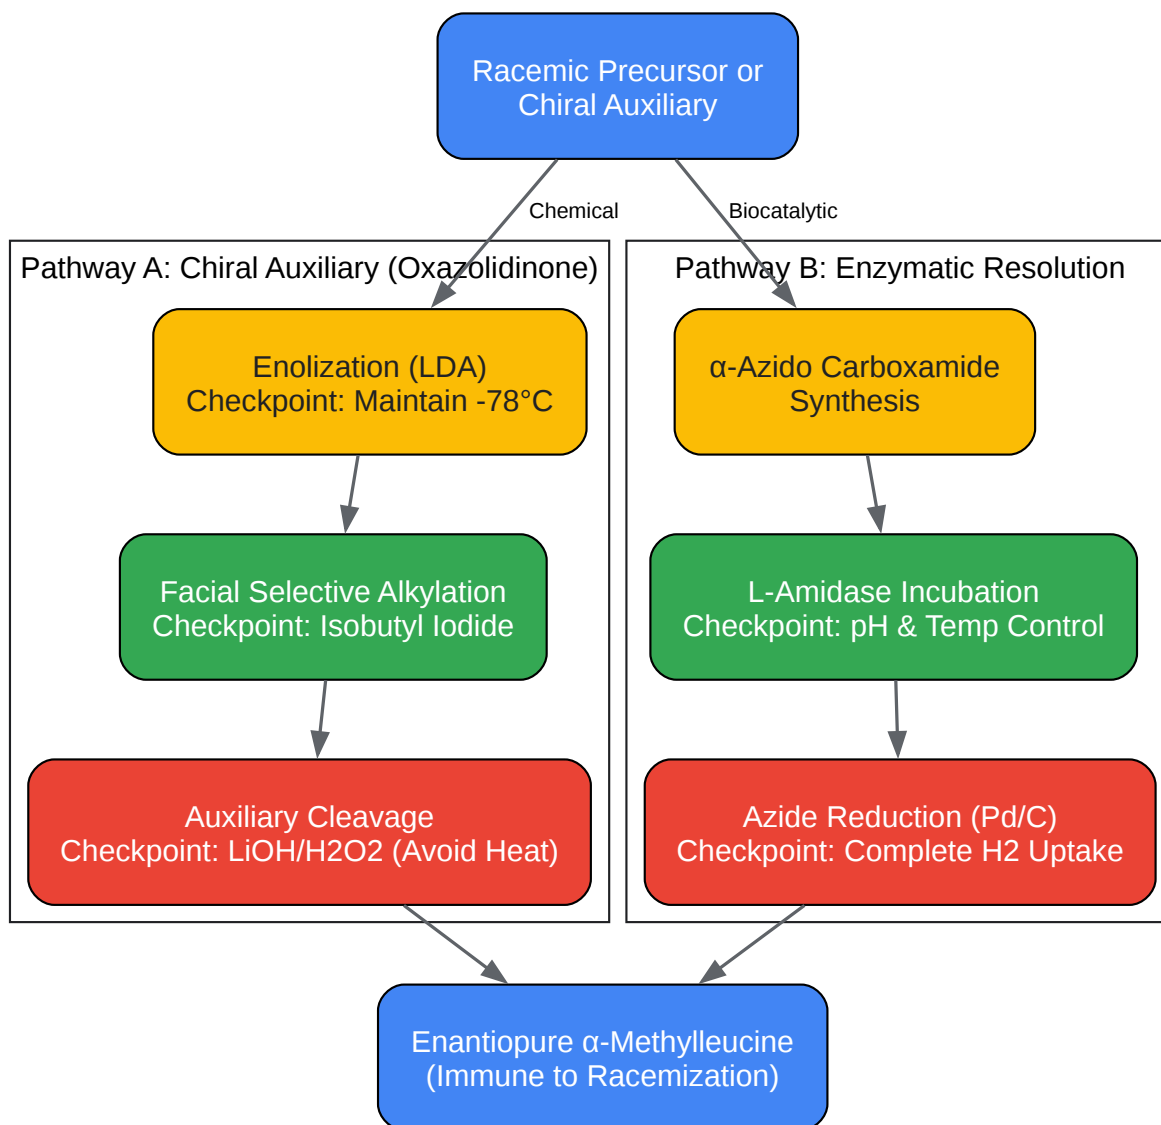 Racemic Precursor or
Chiral Auxiliary
Chemical
Biocatalytic
Pathway A: Chiral Auxiliary (Oxazolidinone)
Pathway B: Enzymatic Resolution
Enolization (LDA)
Checkpoint: Maintain -78°C
α-Azido Carboxamide
Synthesis
Facial Selective Alkylation
Checkpoint: Isobutyl Iodide
L-Amidase Incubation
Checkpoint: pH & Temp Control
Auxiliary Cleavage
Checkpoint: LiOH/H2O2 (Avoid Heat)
Azide Reduction (Pd/C)
Checkpoint: Complete H2 Uptake
Enantiopure α-Methylleucine
(Immune to Racemization)